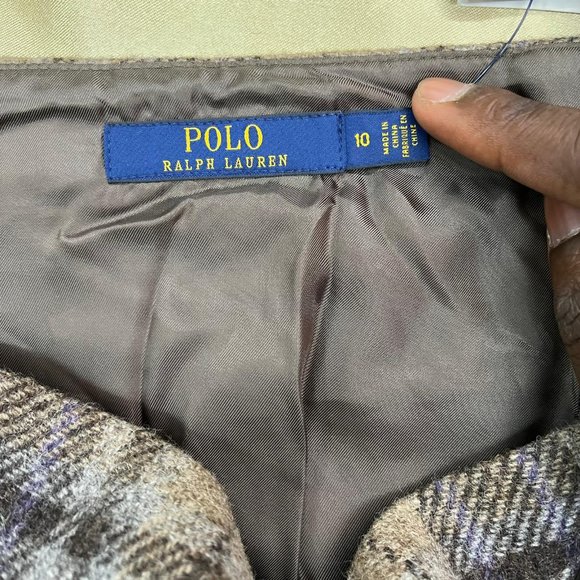 POLO
RALPH LAUREN
10
MADE IN
CHINA
FABRIQUÉ EN
CHINE